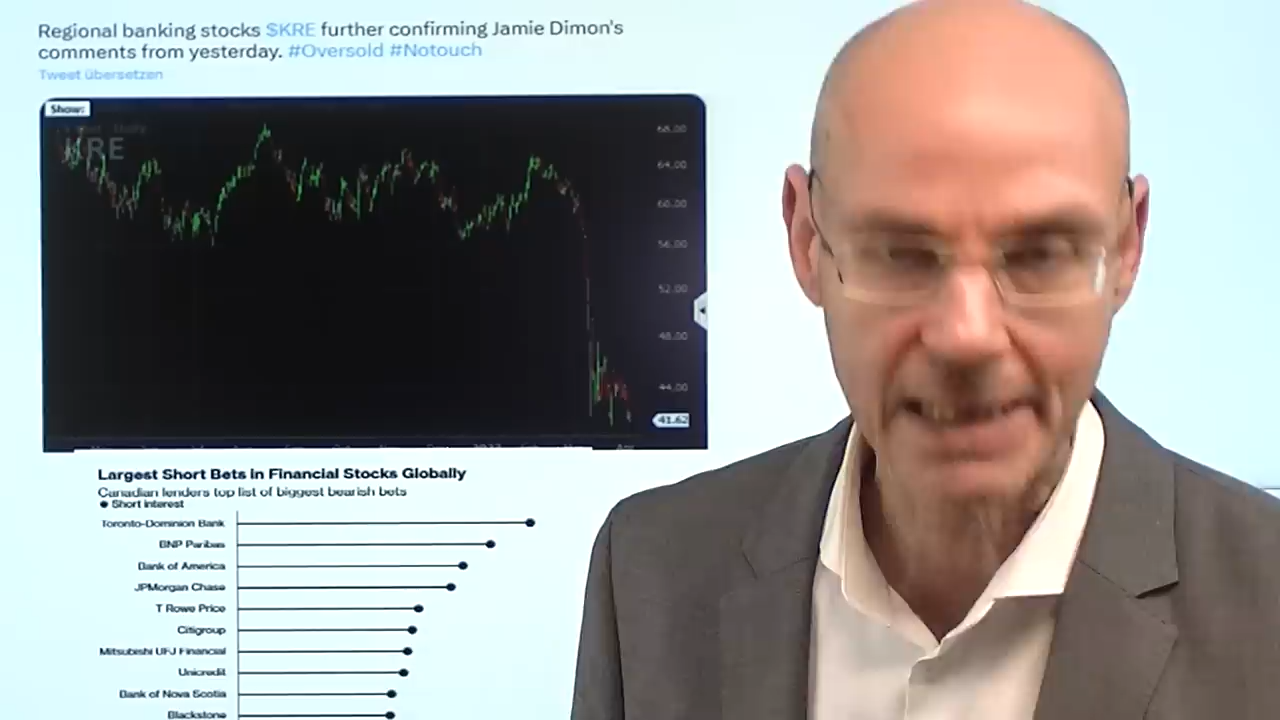 Regional banking stocks $KRE further confirming Jamie Dimon's
comments from yesterday. #Oversold #Notouch
Tweet übersetzen
Show:
KRE
68.00
64.00
60.00
56.00
52.00
48.00
44.00
41.62
Largest Short Bets in Financial Stocks Globally
Canadian lenders top list of biggest bearish bets
Short interest
Toronto-Dominion Bank
BNP Paribas
Bank of America
JPMorgan Chase
T Rowe Price
Citigroup
Mitsubishi UFJ Financial
Unicredit
Bank of Nova Scotia
Blackstone